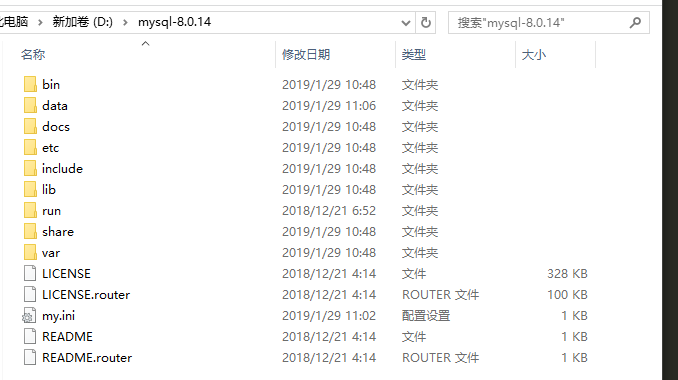 电脑 新加卷 (D:) mysql-8.0.14 搜索"mysql-8.0.14"
名称 修改日期 类型 大小
bin 2019/1/29 10:48 文件夹
data 2019/1/29 11:06 文件夹
docs 2019/1/29 10:48 文件夹
etc 2019/1/29 10:48 文件夹
include 2019/1/29 10:48 文件夹
lib 2019/1/29 10:48 文件夹
run 2018/12/21 6:52 文件夹
share 2019/1/29 10:48 文件夹
var 2019/1/29 10:48 文件夹
LICENSE 2018/12/21 4:14 文件 328 KB
LICENSE.router 2018/12/21 4:14 ROUTER 文件 100 KB
my.ini 2019/1/29 11:02 配置设置 1 KB
README 2018/12/21 4:14 文件 1 KB
README.router 2018/12/21 4:14 ROUTER 文件 1 KB